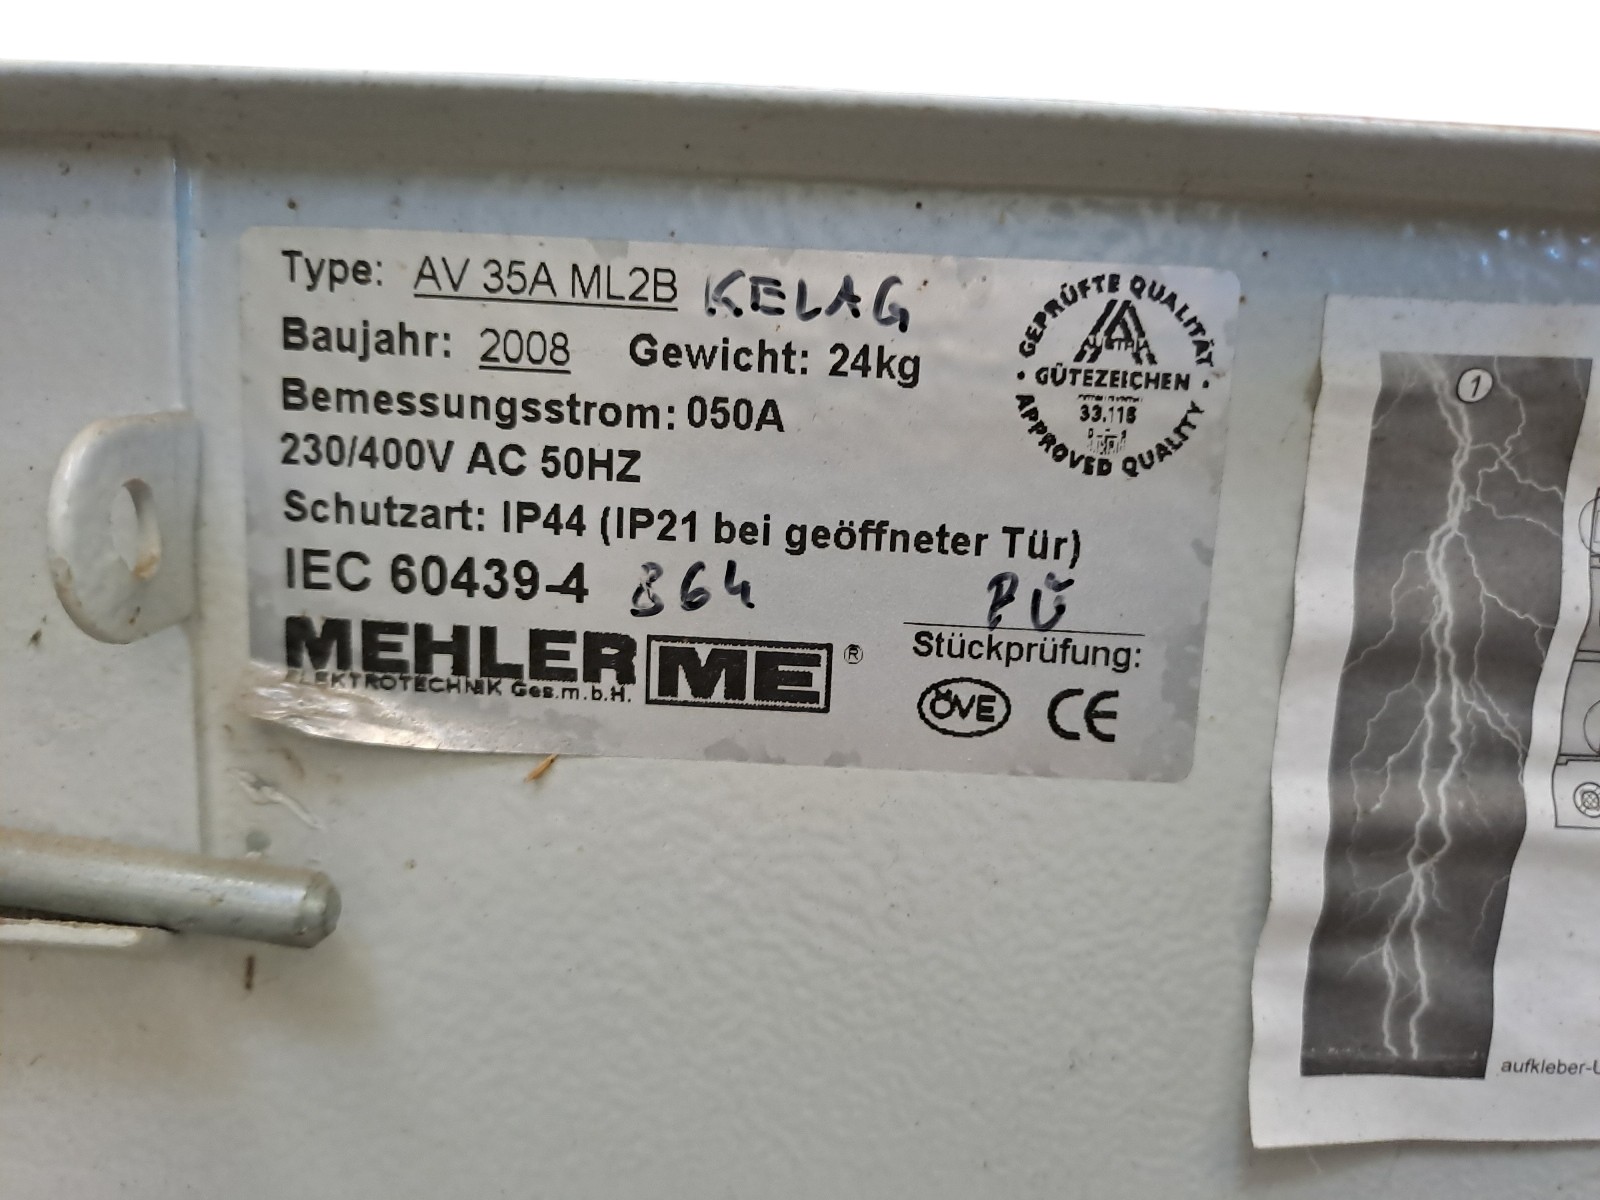 Type: AV 35A ML2B KELAG
Baujahr: 2008 Gewicht: 24kg
Bemessungsstrom: 050A
230/400V AC 50HZ
Schutzart: IP44 (IP21 bei geöffneter Tür)
IEC 60439-4 864
PÜ
Stückprüfung:
MEHLER ME ®
ELEKTROTECHNIK Ges.m.b.H.
ÖVE CE
GEPRÜFTE QUALITÄT
GÜTEZEICHEN
33.118
APPROVED QUALITY
1
aufkleber-